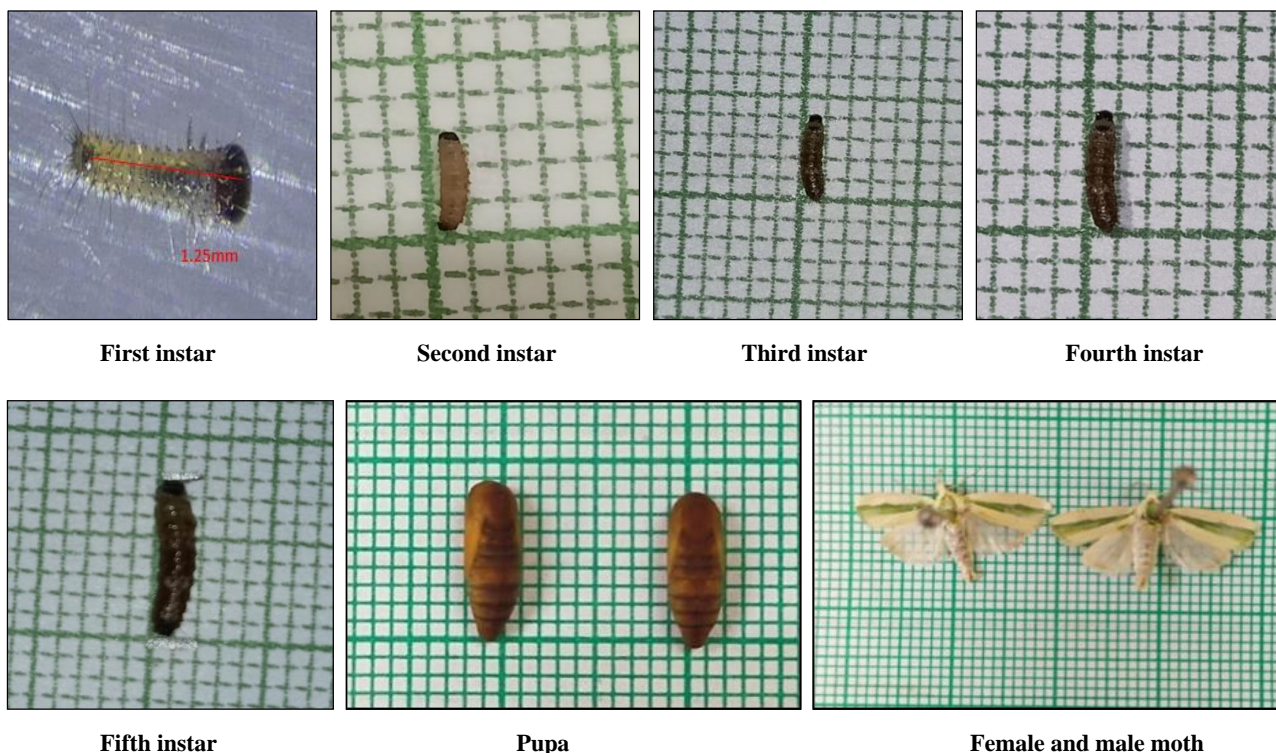 1.25mm
First instar
Second instar
Third instar
Fourth instar
Fifth instar
Pupa
Female and male moth